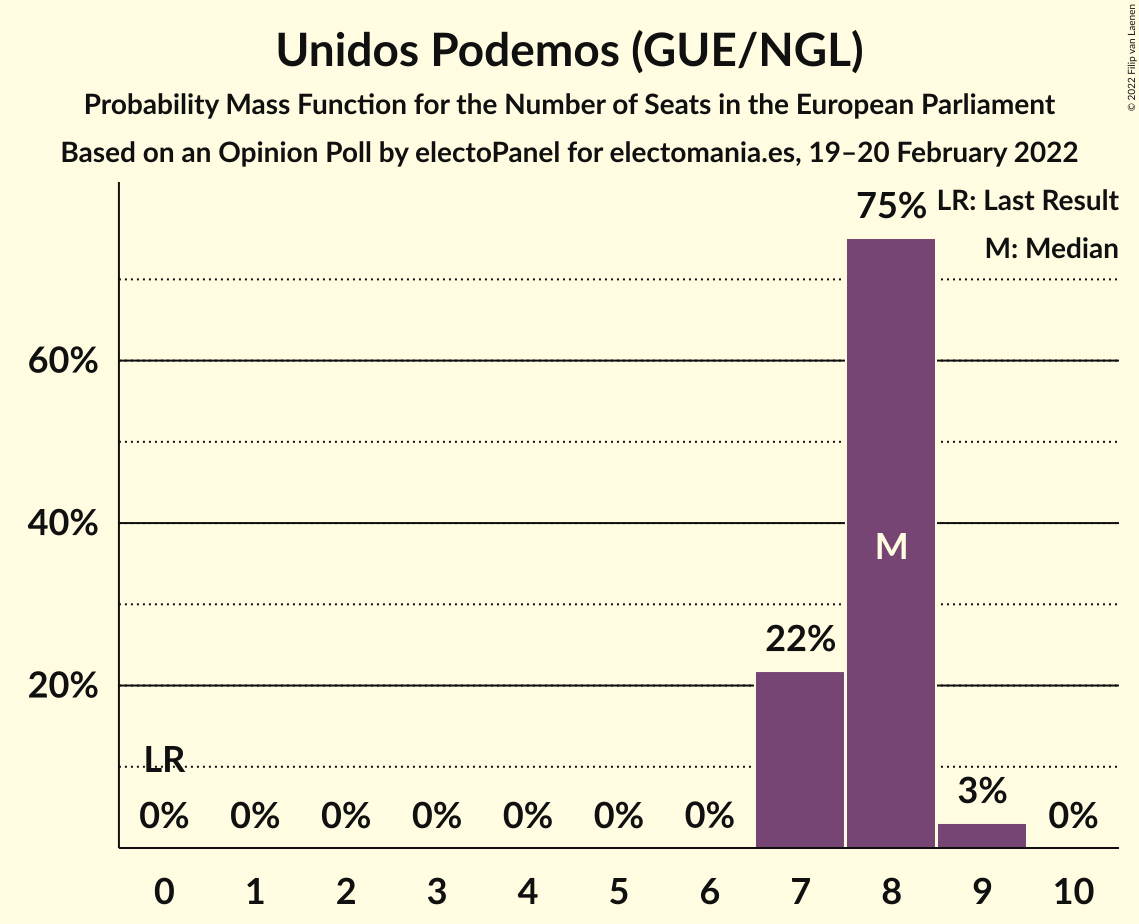 Unidos Podemos (GUE/NGL)
Probability Mass Function for the Number of Seats in the European Parliament
Based on an Opinion Poll by electoPanel for electomania.es, 19–20 February 2022
© 2022 Filip van Laenen
LR: Last Result
M: Median
75%
60%
40%
M
22%
20%
LR
3%
0% 0% 0% 0% 0% 0% 0% 0%
0 1 2 3 4 5 6 7 8 9 10